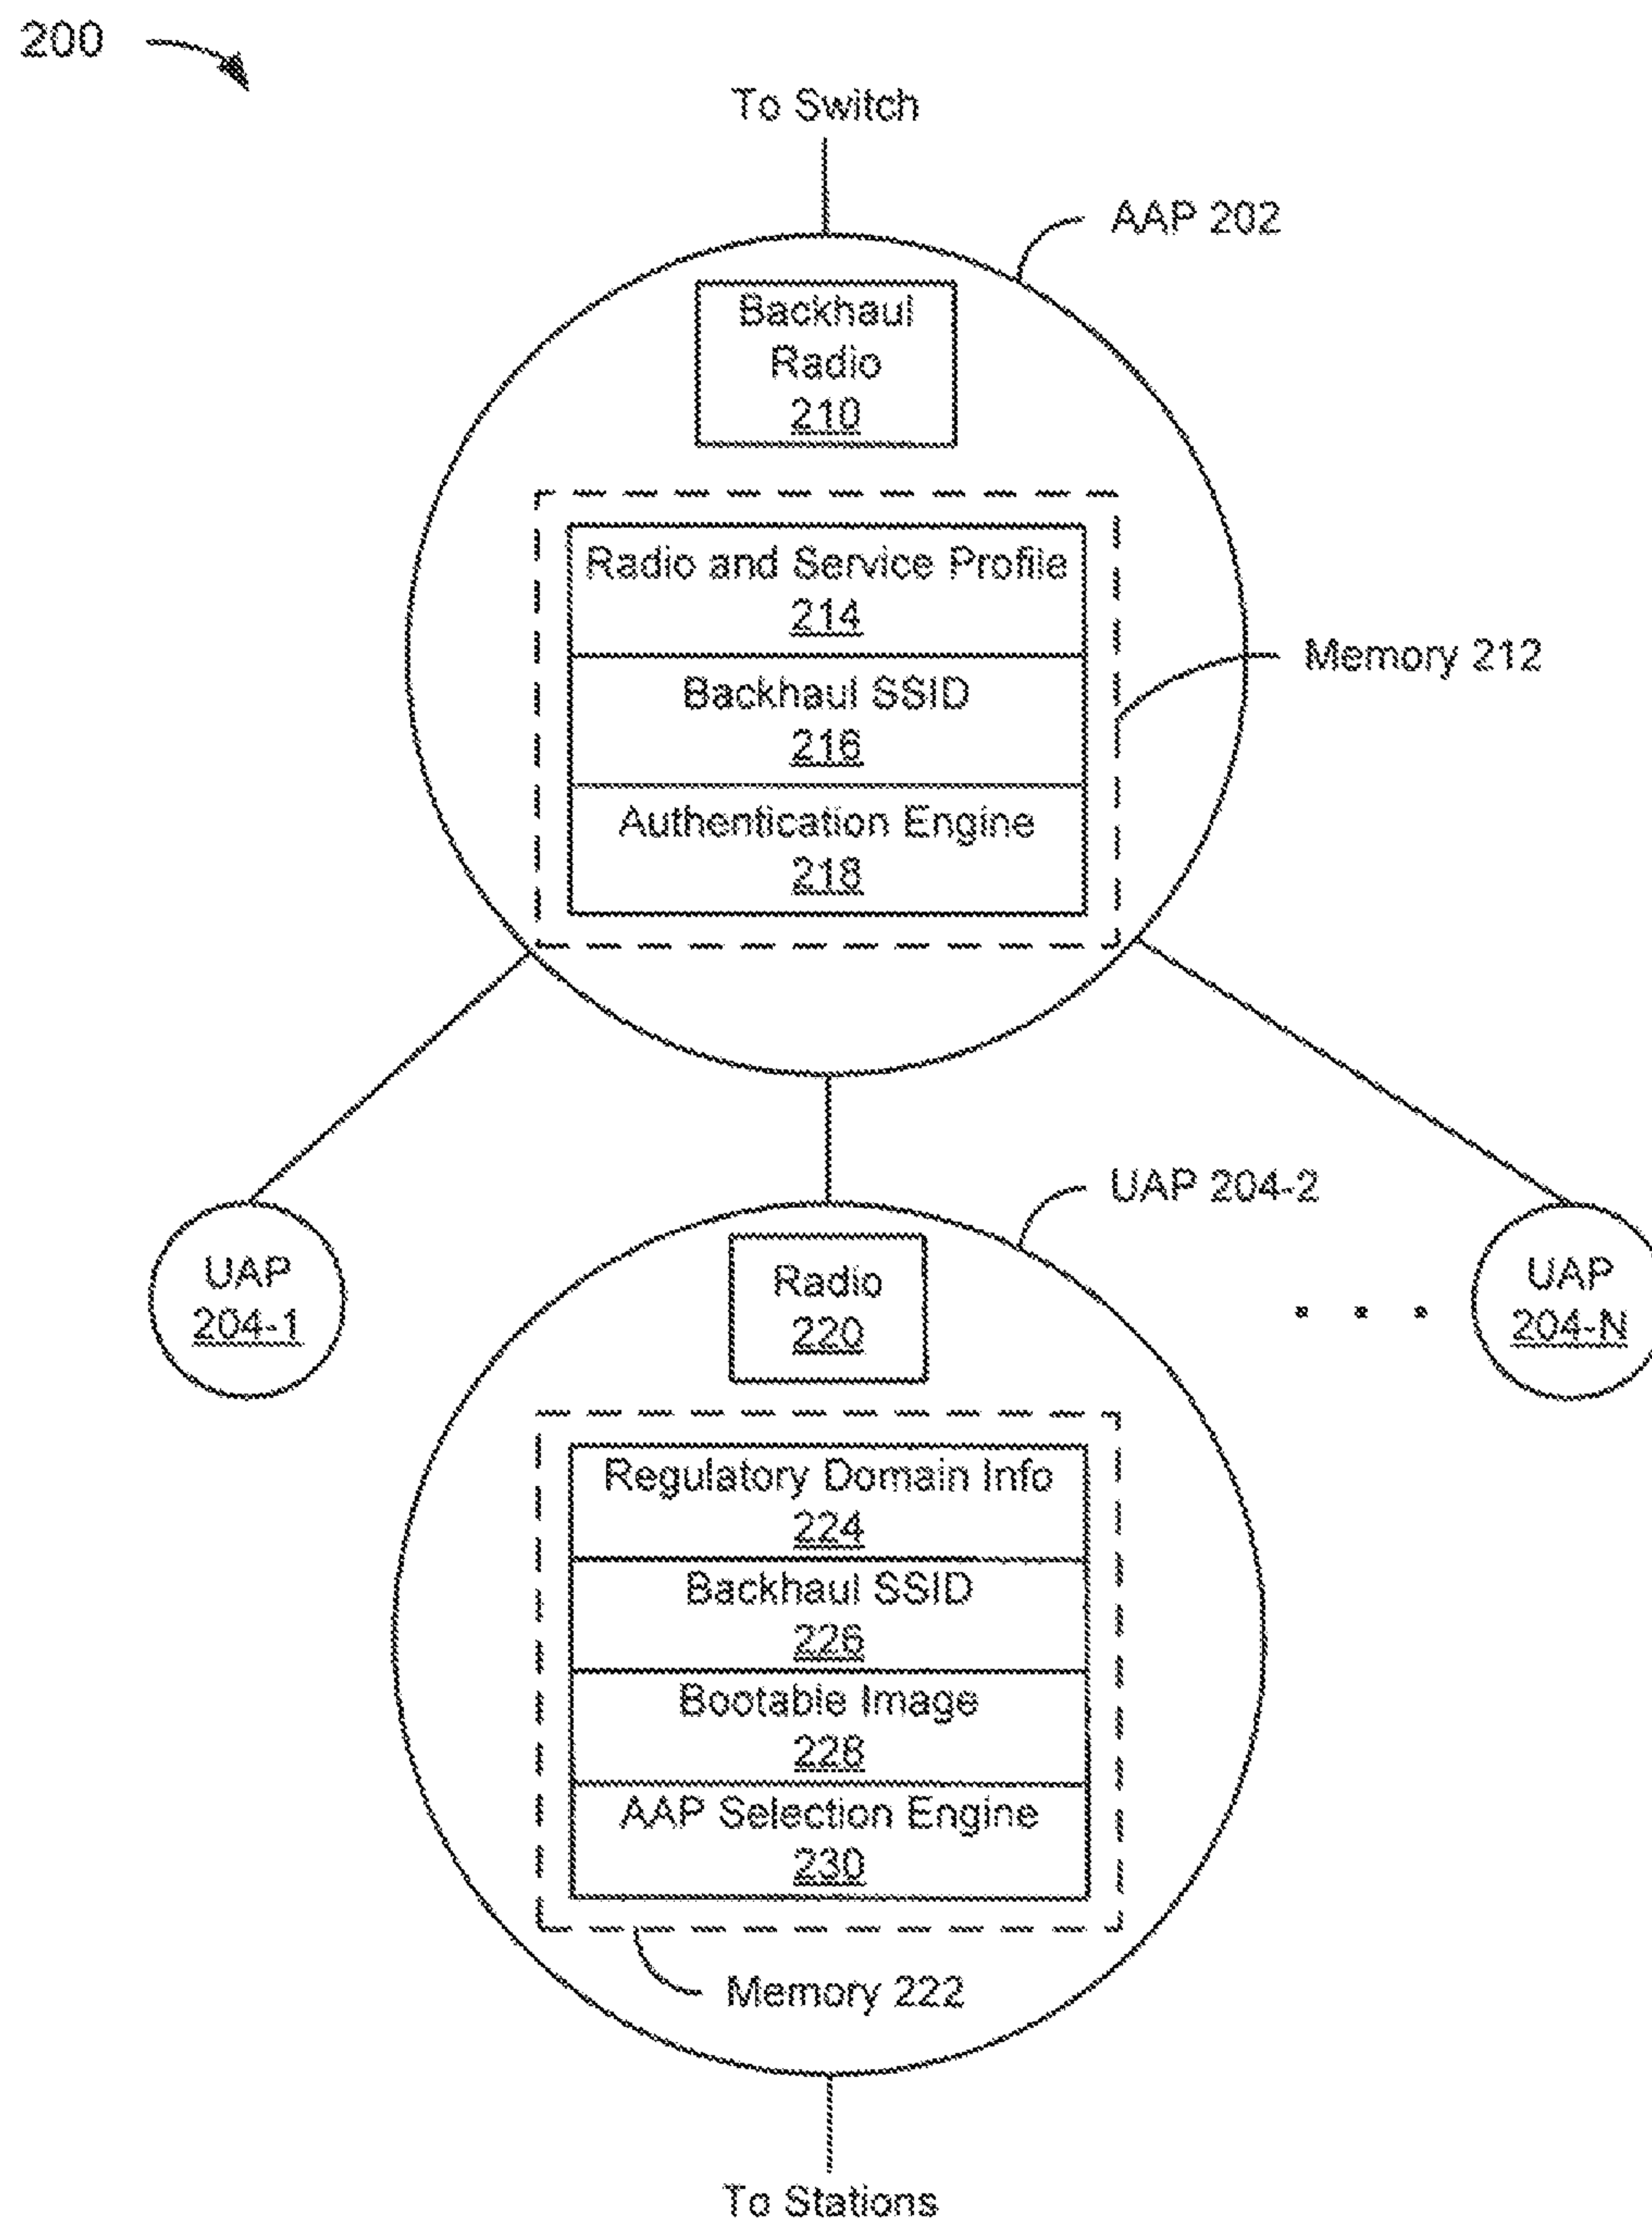 200
To Switch
AAP 202
Backhaul
Radio
210
Radio and Service Profile
214
Memory 212
Backhaul SSID
216
Authentication Engine
218
UAP 204-2
UAP
204-1
Radio
220
. . .
UAP
204-N
Regulatory Domain Info
224
Backhaul SSID
226
Bootable Image
228
AAP Selection Engine
230
Memory 222
To Stations